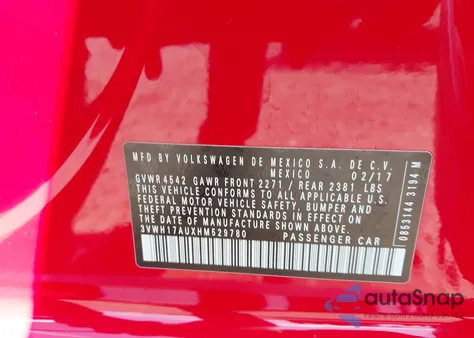 MFD BY VOLKSWAGEN DE MEXICO S.A. DE C.V.
MEXICO 02/17
GVWR 4542 GAWR FRONT 2271 / REAR 2381 LBS
THIS VEHICLE CONFORMS TO ALL APPLICABLE U.S.
FEDERAL MOTOR VEHICLE SAFETY, BUMPER AND
THEFT PREVENTION STANDARDS IN EFFECT ON
THE DATE OF MANUFACTURE SHOWN ABOVE.
3VWH17AUXHM529780 PASSENGER CAR
0853144 3194 M
autoSnap